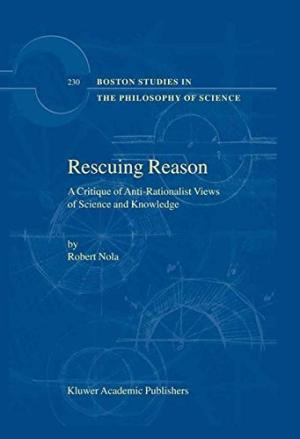 230 BOSTON STUDIES IN
THE PHILOSOPHY OF SCIENCE
Rescuing Reason
A Critique of Anti-Rationalist Views
of Science and Knowledge
by
Robert Nola
Kluwer Academic Publishers